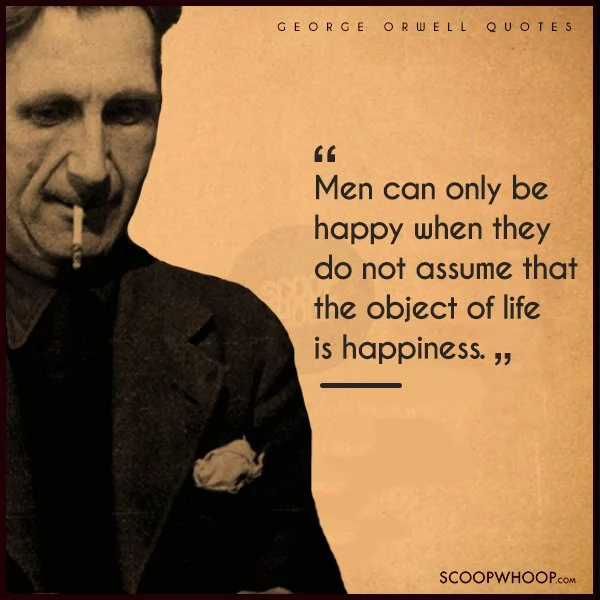 GEORGE ORWELL QUOTES
“
Men can only be
happy when they
do not assume that
the object of life
is happiness. „
SCOOPWHOOP.COM